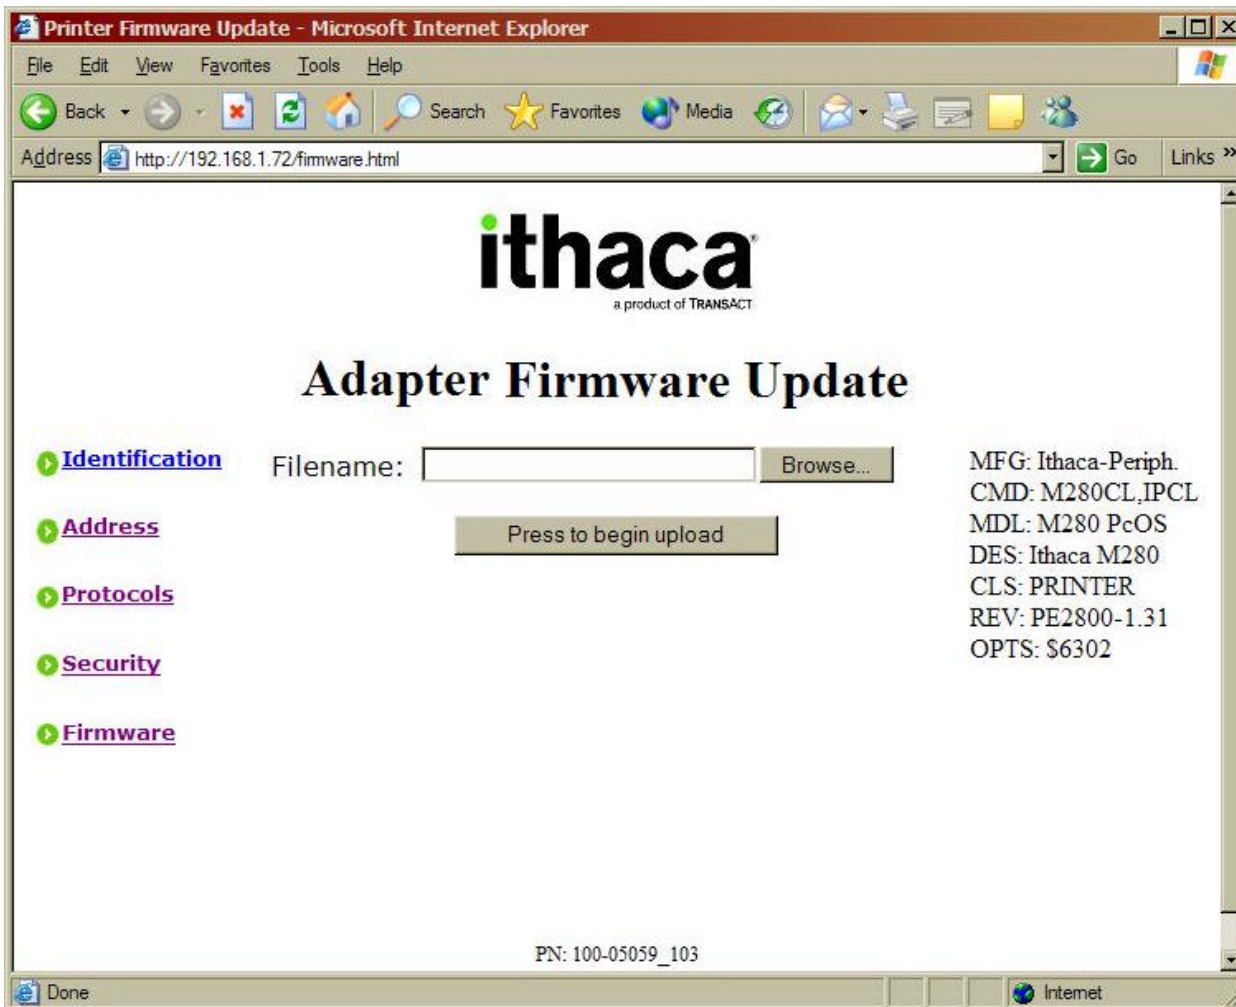 Printer Firmware Update - Microsoft Internet Explorer
File Edit View Favorites Tools Help
Back Search Favorites Media
Address http://192.168.1.72/firmware.html Go Links »
ithaca®
a product of TRANSACT
Adapter Firmware Update
Identification
Address
Protocols
Security
Firmware
Filename: Browse...
Press to begin upload
MFG: Ithaca-Periph.
CMD: M280CL,IPCL
MDL: M280 PcOS
DES: Ithaca M280
CLS: PRINTER
REV: PE2800-1.31
OPTS: $6302
PN: 100-05059_103
Done Internet